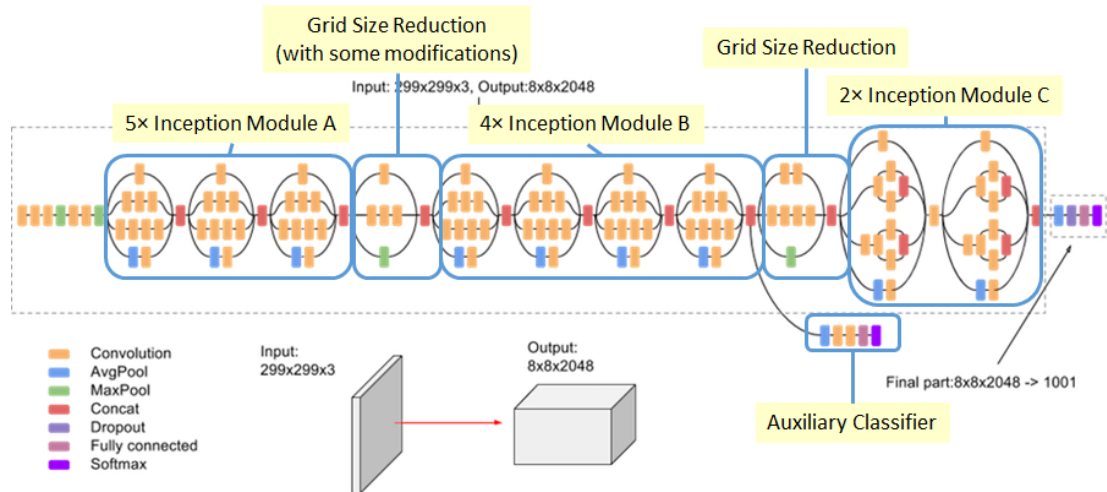 Grid Size Reduction
(with some modifications)
Grid Size Reduction
Input: 299x299x3, Output:8x8x2048
2× Inception Module C
5× Inception Module A
4× Inception Module B
Convolution
AvgPool
MaxPool
Concat
Dropout
Fully connected
Softmax
Input:
299x299x3
Output:
8x8x2048
Final part:8x8x2048 -> 1001
Auxiliary Classifier